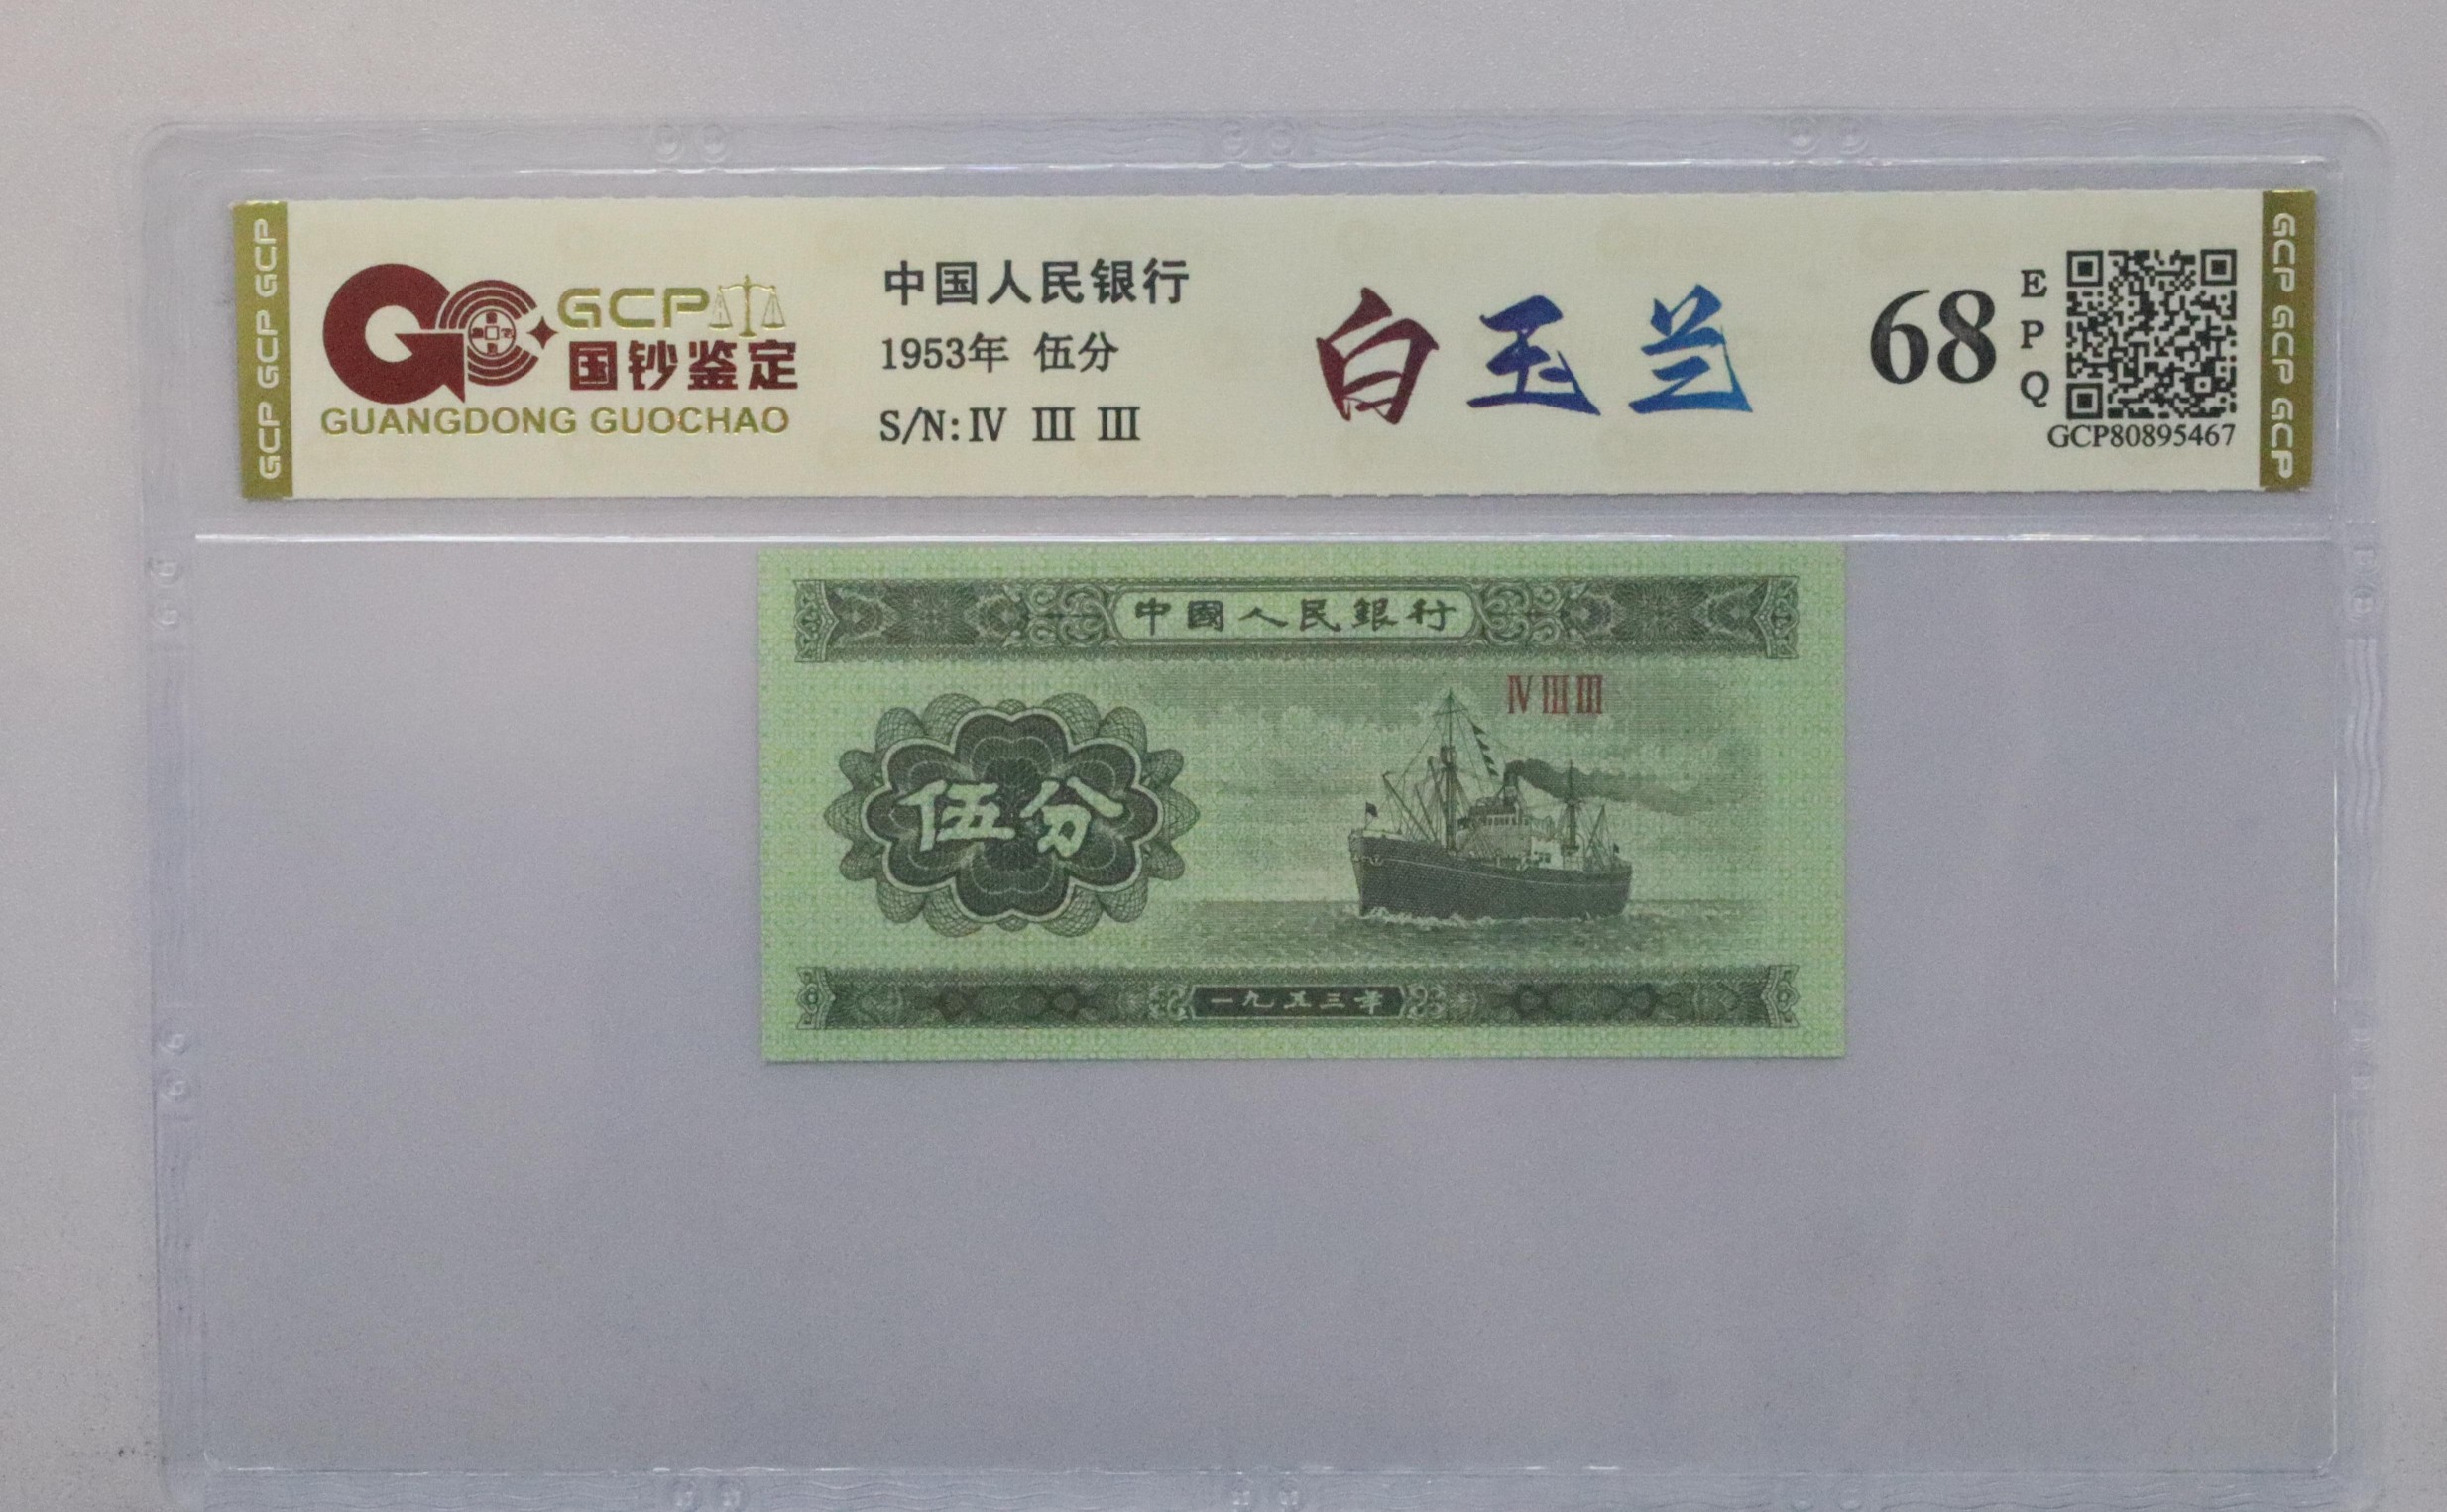 GCP GCP GCP
GCP
国钞鉴定
GUANGDONG GUOCHAO
中国人民银行
1953年 伍分
S/N:Ⅳ Ⅲ Ⅲ
白玉兰
68
E
P
Q
GCP80895467
GCP GCP GCP
中國人民銀行
Ⅳ Ⅲ Ⅲ
伍分
一九五三年